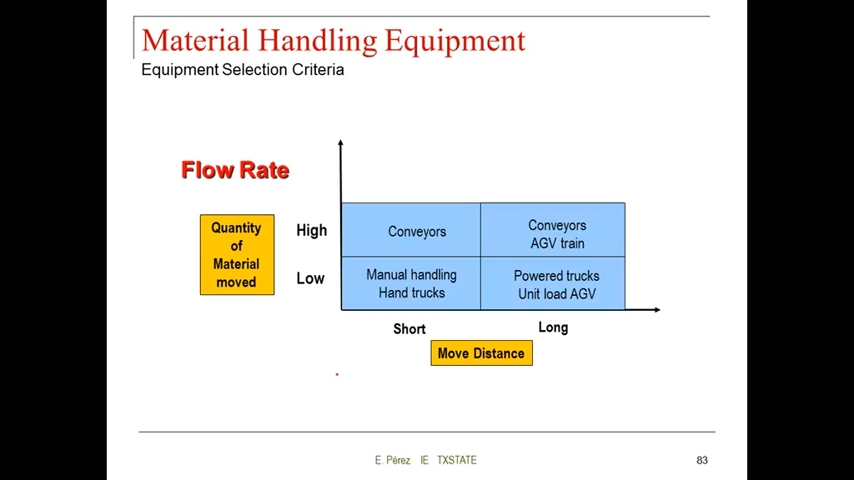 Material Handling Equipment
Equipment Selection Criteria
Flow Rate
Quantity
of
Material
moved
High
Low
Conveyors
Conveyors
AGV train
Manual handling
Hand trucks
Powered trucks
Unit load AGV
Short
Long
Move Distance
E. Pérez IE TXSTATE
83